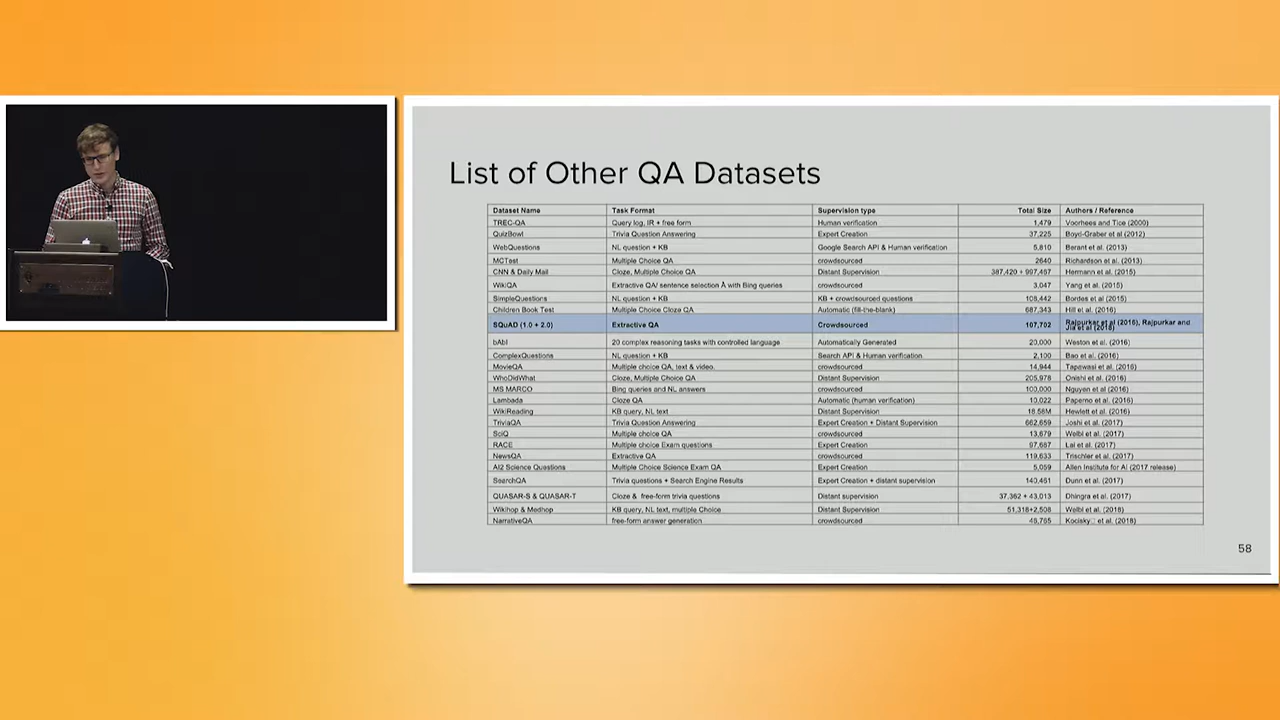 List of Other QA Datasets
Dataset Name Task Format Supervision type Total Size Authors / Reference
TREC-QA Query log, IR + free form Human verification 1,479 Voorhees and Tice (2000)
QuizBowl Trivia Question Answering Expert Creation 37,225 Boyd-Graber et al (2012)
WebQuestions NL question + KB Google Search API & Human verification 5,810 Berant et al. (2013)
MCTest Multiple Choice QA crowdsourced 2640 Richardson et al. (2013)
CNN & Daily Mail Cloze, Multiple Choice QA Distant Supervision 387,420 + 997,467 Hermann et al. (2015)
WikiQA Extractive QA/ sentence selection Â with Bing queries crowdsourced 3,047 Yang et al. (2015)
SimpleQuestions NL question + KB KB + crowdsourced questions 108,442 Bordes et al (2015)
Children Book Test Multiple Choice Cloze QA Automatic (fill-the-blank) 687,343 Hill et al. (2016)
SQuAD (1.0 + 2.0) Extractive QA Crowdsourced 107,702 Rajpurkar et al (2016), Rajpurkar and
Jia et al (2018)
bAbI 20 complex reasoning tasks with controlled language Automatically Generated 20,000 Weston et al. (2016)
ComplexQuestions NL question + KB Search API & Human verification 2,100 Bao et al. (2016)
MovieQA Multiple choice QA, text & video. crowdsourced 14,944 Tapawasi et al. (2016)
WhoDidWhat Cloze, Multiple Choice QA Distant Supervision 205,978 Onishi et al. (2016)
MS MARCO Bing queries and NL answers crowdsourced 100,000 Nguyen et al. (2016)
Lambada Cloze QA Automatic (human verification) 10,022 Paperno et al. (2016)
WikiReading KB query, NL text Distant Supervision 18.58M Hewlett et al. (2016)
TriviaQA Trivia Question Answering Expert Creation + Distant Supervision 662,659 Joshi et al. (2017)
SciQ Multiple choice QA crowdsourced 13,679 Welbl et al. (2017)
RACE Multiple choice Exam questions Expert Creation 97,687 Lai et al. (2017)
NewsQA Extractive QA crowdsourced 119,633 Trischler et al. (2017)
AI2 Science Questions Multiple Choice Science Exam QA Expert Creation 5,059 Allen Institute for AI (2017 release)
SearchQA Trivia questions + Search Engine Results Expert Creation + distant supervision 140,461 Dunn et al. (2017)
QUASAR-S & QUASAR-T Cloze & free-form trivia questions Distant supervision 37,362 + 43,013 Dhingra et al. (2017)
Wikihop & Medhop KB query, NL text, multiple Choice Distant Supervision 51,318+2,508 Welbl et al. (2018)
NarrativeQA free-form answer generation crowdsourced 46,765 et al. (2018)
58